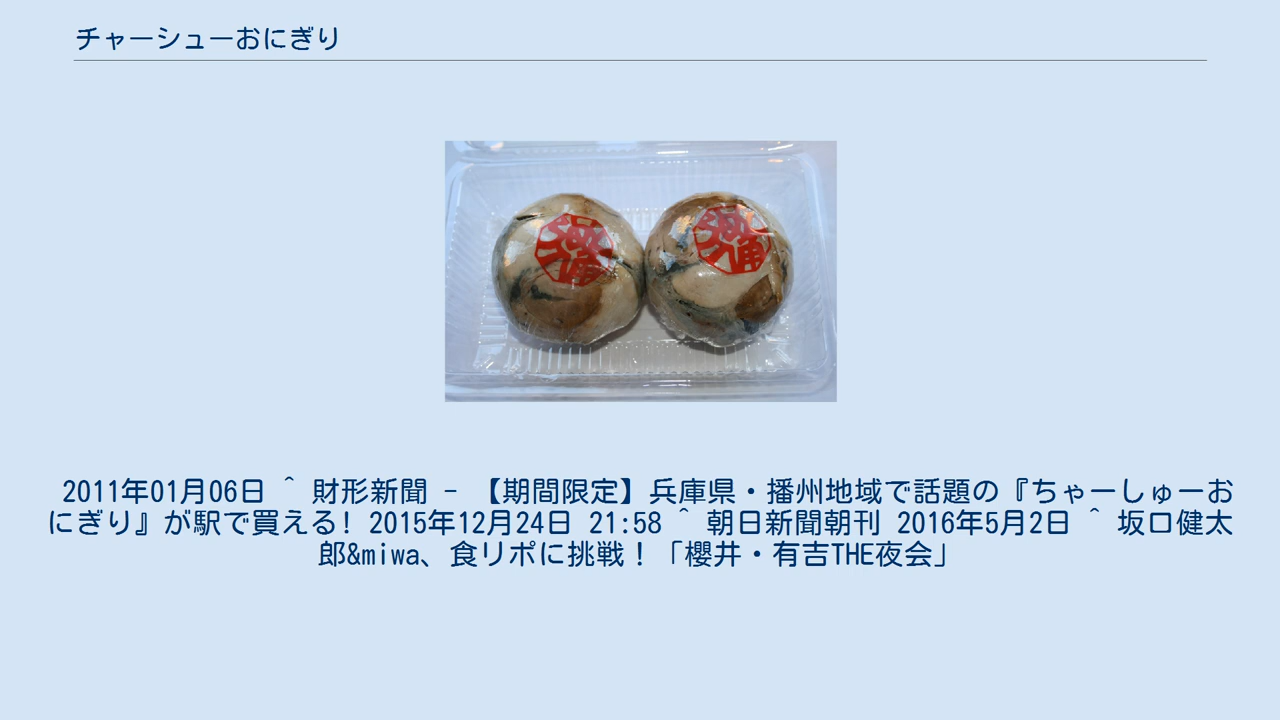 チャーシューおにぎり
2011年01月06日 ^ 財形新聞 - 【期間限定】兵庫県・播州地域で話題の『ちゃーしゅーお
にぎり』が駅で買える! 2015年12月24日 21:58 ^ 朝日新聞朝刊 2016年5月2日 ^ 坂口健太
郎&miwa、食リポに挑戦！「櫻井・有吉THE夜会」